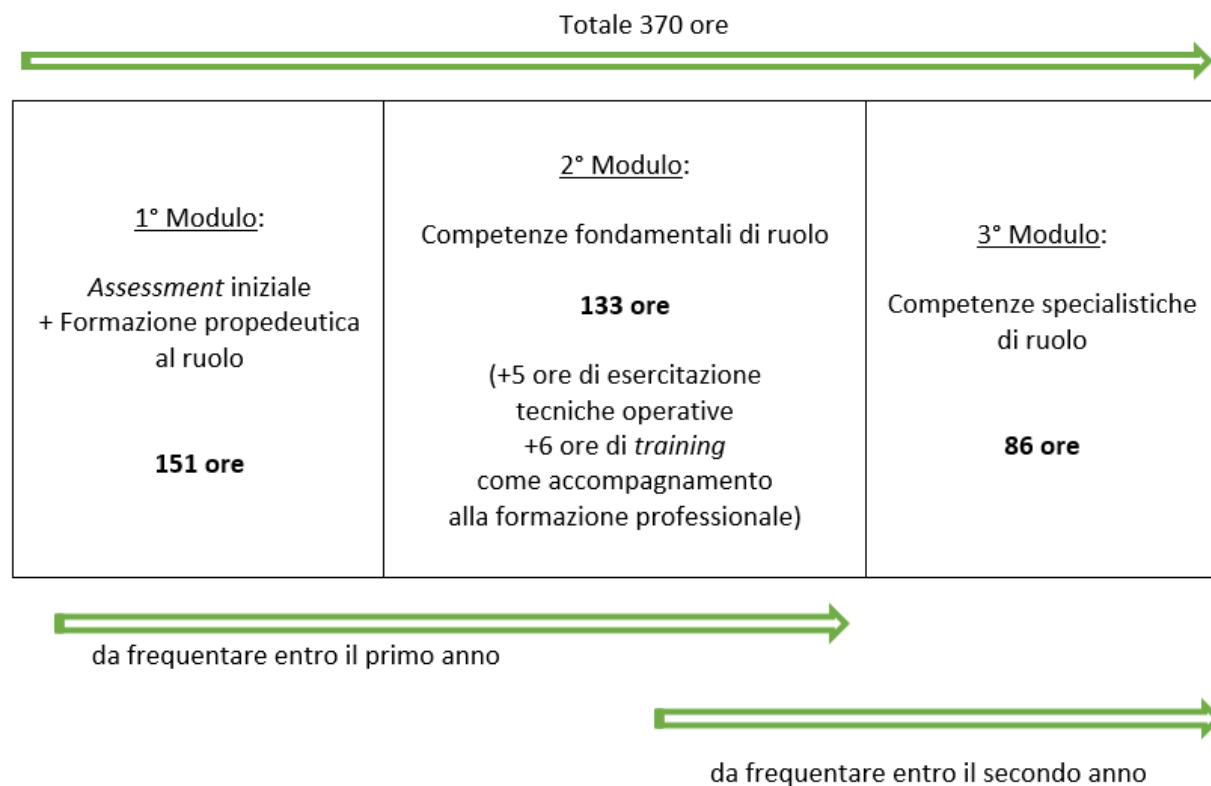 Totale 370 ore
1° Modulo:
Assessment iniziale
+ Formazione propedeutica
al ruolo
151 ore
2° Modulo:
Competenze fondamentali di ruolo
133 ore
(+5 ore di esercitazione
tecniche operative
+6 ore di training
come accompagnamento
alla formazione professionale)
3° Modulo:
Competenze specialistiche
di ruolo
86 ore
da frequentare entro il primo anno
da frequentare entro il secondo anno